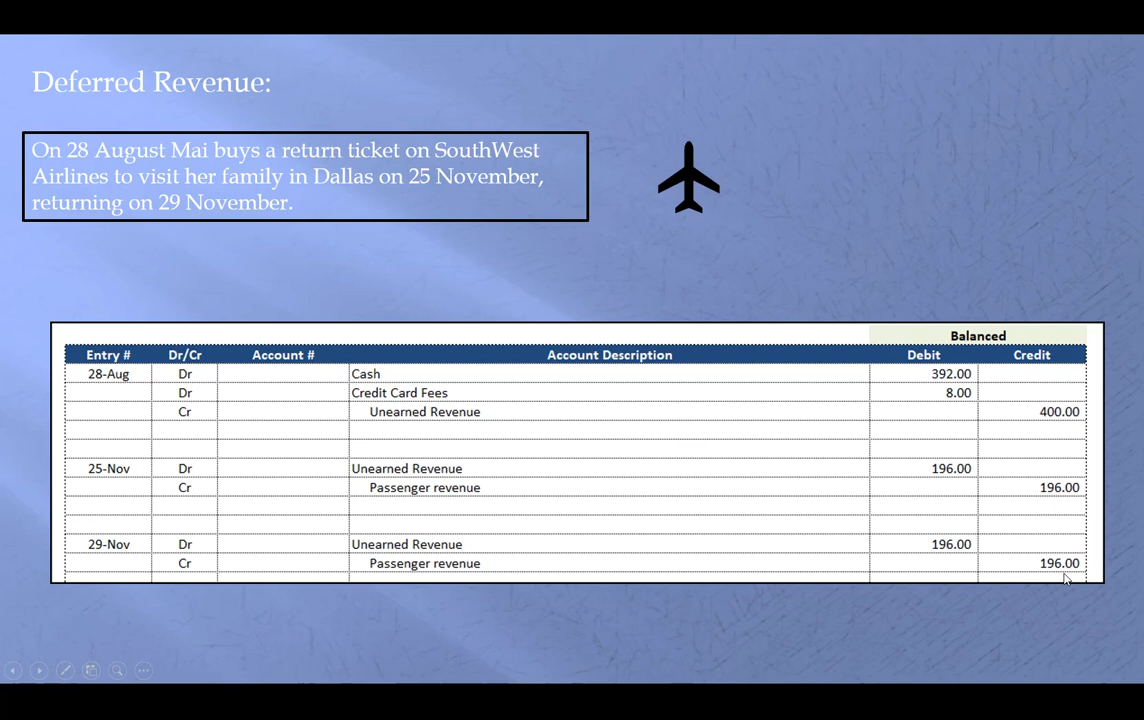 Deferred Revenue:
On 28 August Mai buys a return ticket on SouthWest
Airlines to visit her family in Dallas on 25 November,
returning on 29 November.
Balanced
Entry # Dr/Cr Account # Account Description Debit Credit
28-Aug Dr Cash 392.00
Dr Credit Card Fees 8.00
Cr Unearned Revenue 400.00
25-Nov Dr Unearned Revenue 196.00
Cr Passenger revenue 196.00
29-Nov Dr Unearned Revenue 196.00
Cr Passenger revenue 196.00